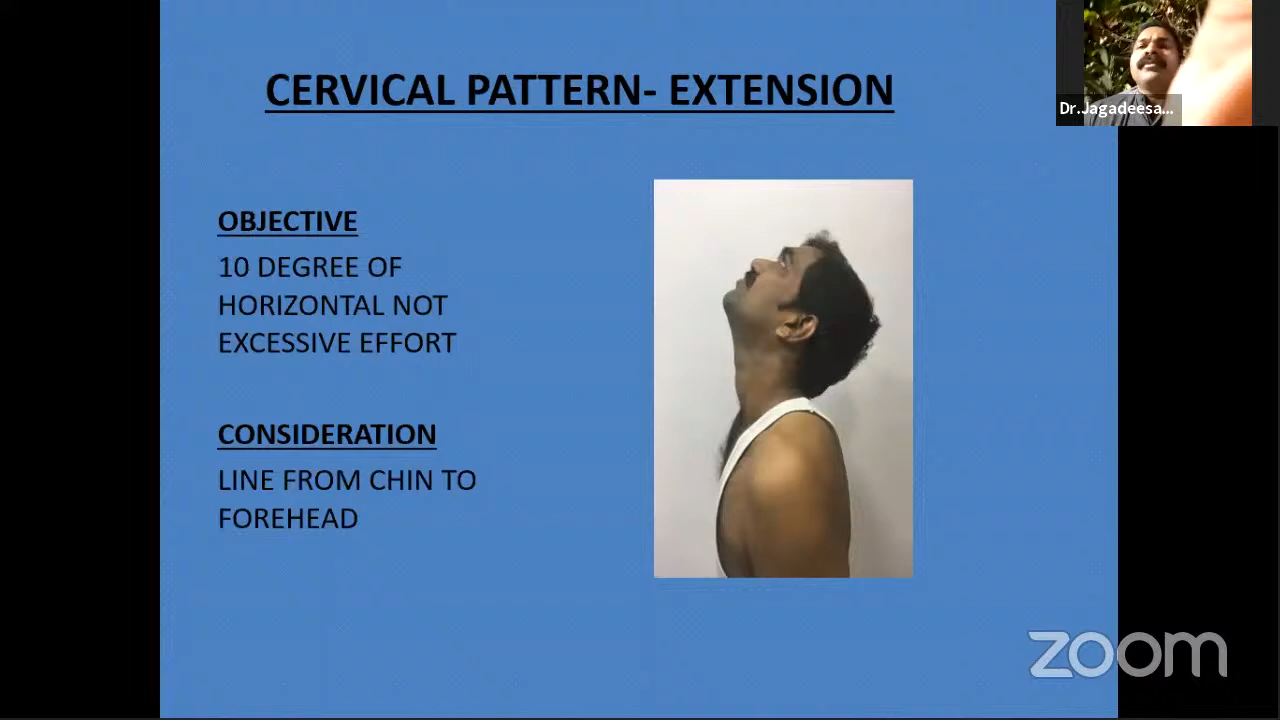 CERVICAL PATTERN- EXTENSION
Dr.Jagadeesa...
OBJECTIVE
10 DEGREE OF
HORIZONTAL NOT
EXCESSIVE EFFORT
CONSIDERATION
LINE FROM CHIN TO
FOREHEAD
zoom